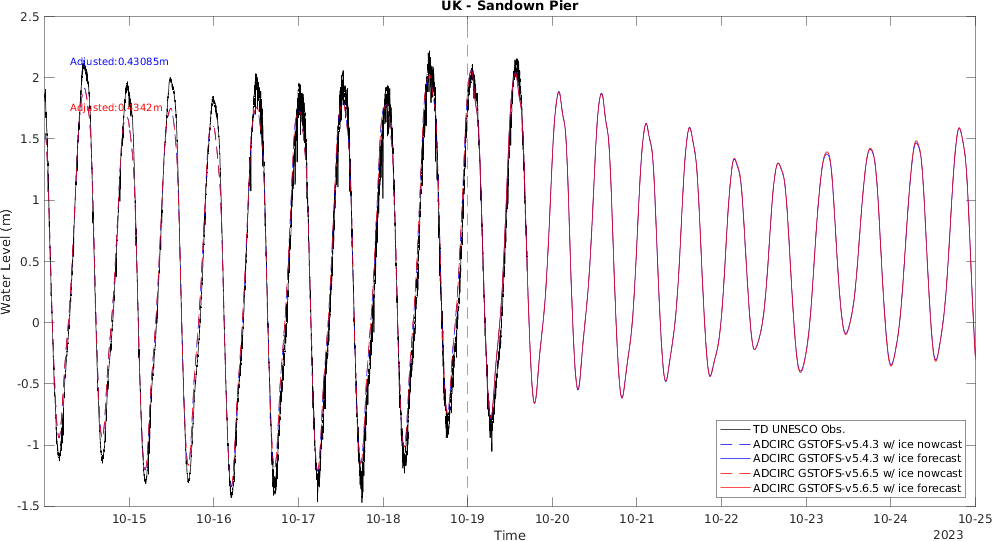 UK - Sandown Pier
2.5
2
1.5
1
0.5
0
-0.5
-1
-1.5
Water Level (m)
Adjusted:0.43085m
Adjusted:0.4342m
TD UNESCO Obs.
ADCIRC GSTOFS-v5.4.3 w/ ice nowcast
ADCIRC GSTOFS-v5.4.3 w/ ice forecast
ADCIRC GSTOFS-v5.6.5 w/ ice nowcast
ADCIRC GSTOFS-v5.6.5 w/ ice forecast
10-15 10-16 10-17 10-18 10-19 10-20 10-21 10-22 10-23 10-24 10-25
Time
2023